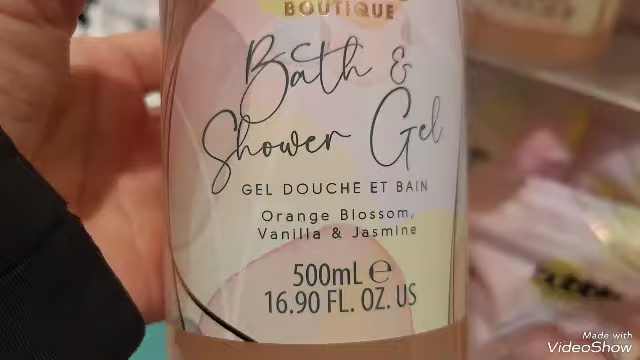 BOUTIQUE
Bath &
Shower Gel
GEL DOUCHE ET BAIN
Orange Blossom,
Vanilla & Jasmine
500mL ℮
16.90 FL. OZ. US
Made with
VideoShow